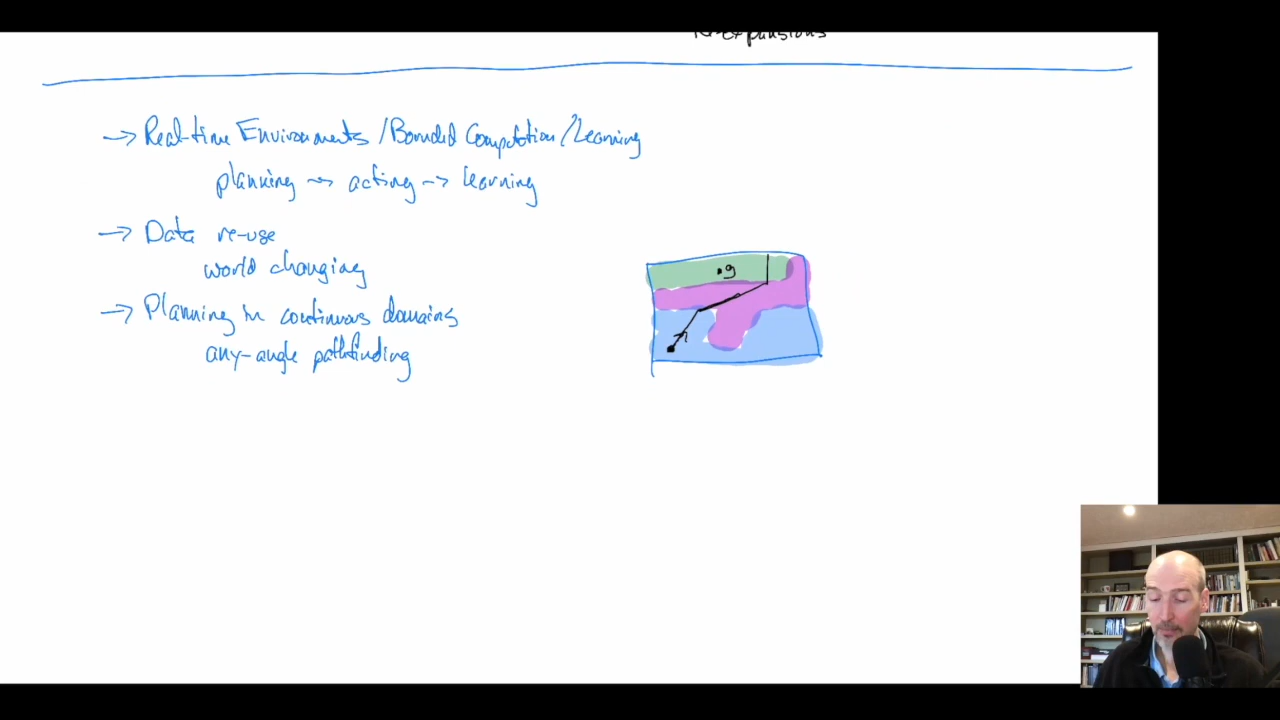 Re-expansions
→ Real-time Environments / Bounded Computation / Learning
planning → acting → learning
→ Data re-use
world changing
g
→ Planning in continuous domains
any-angle pathfinding